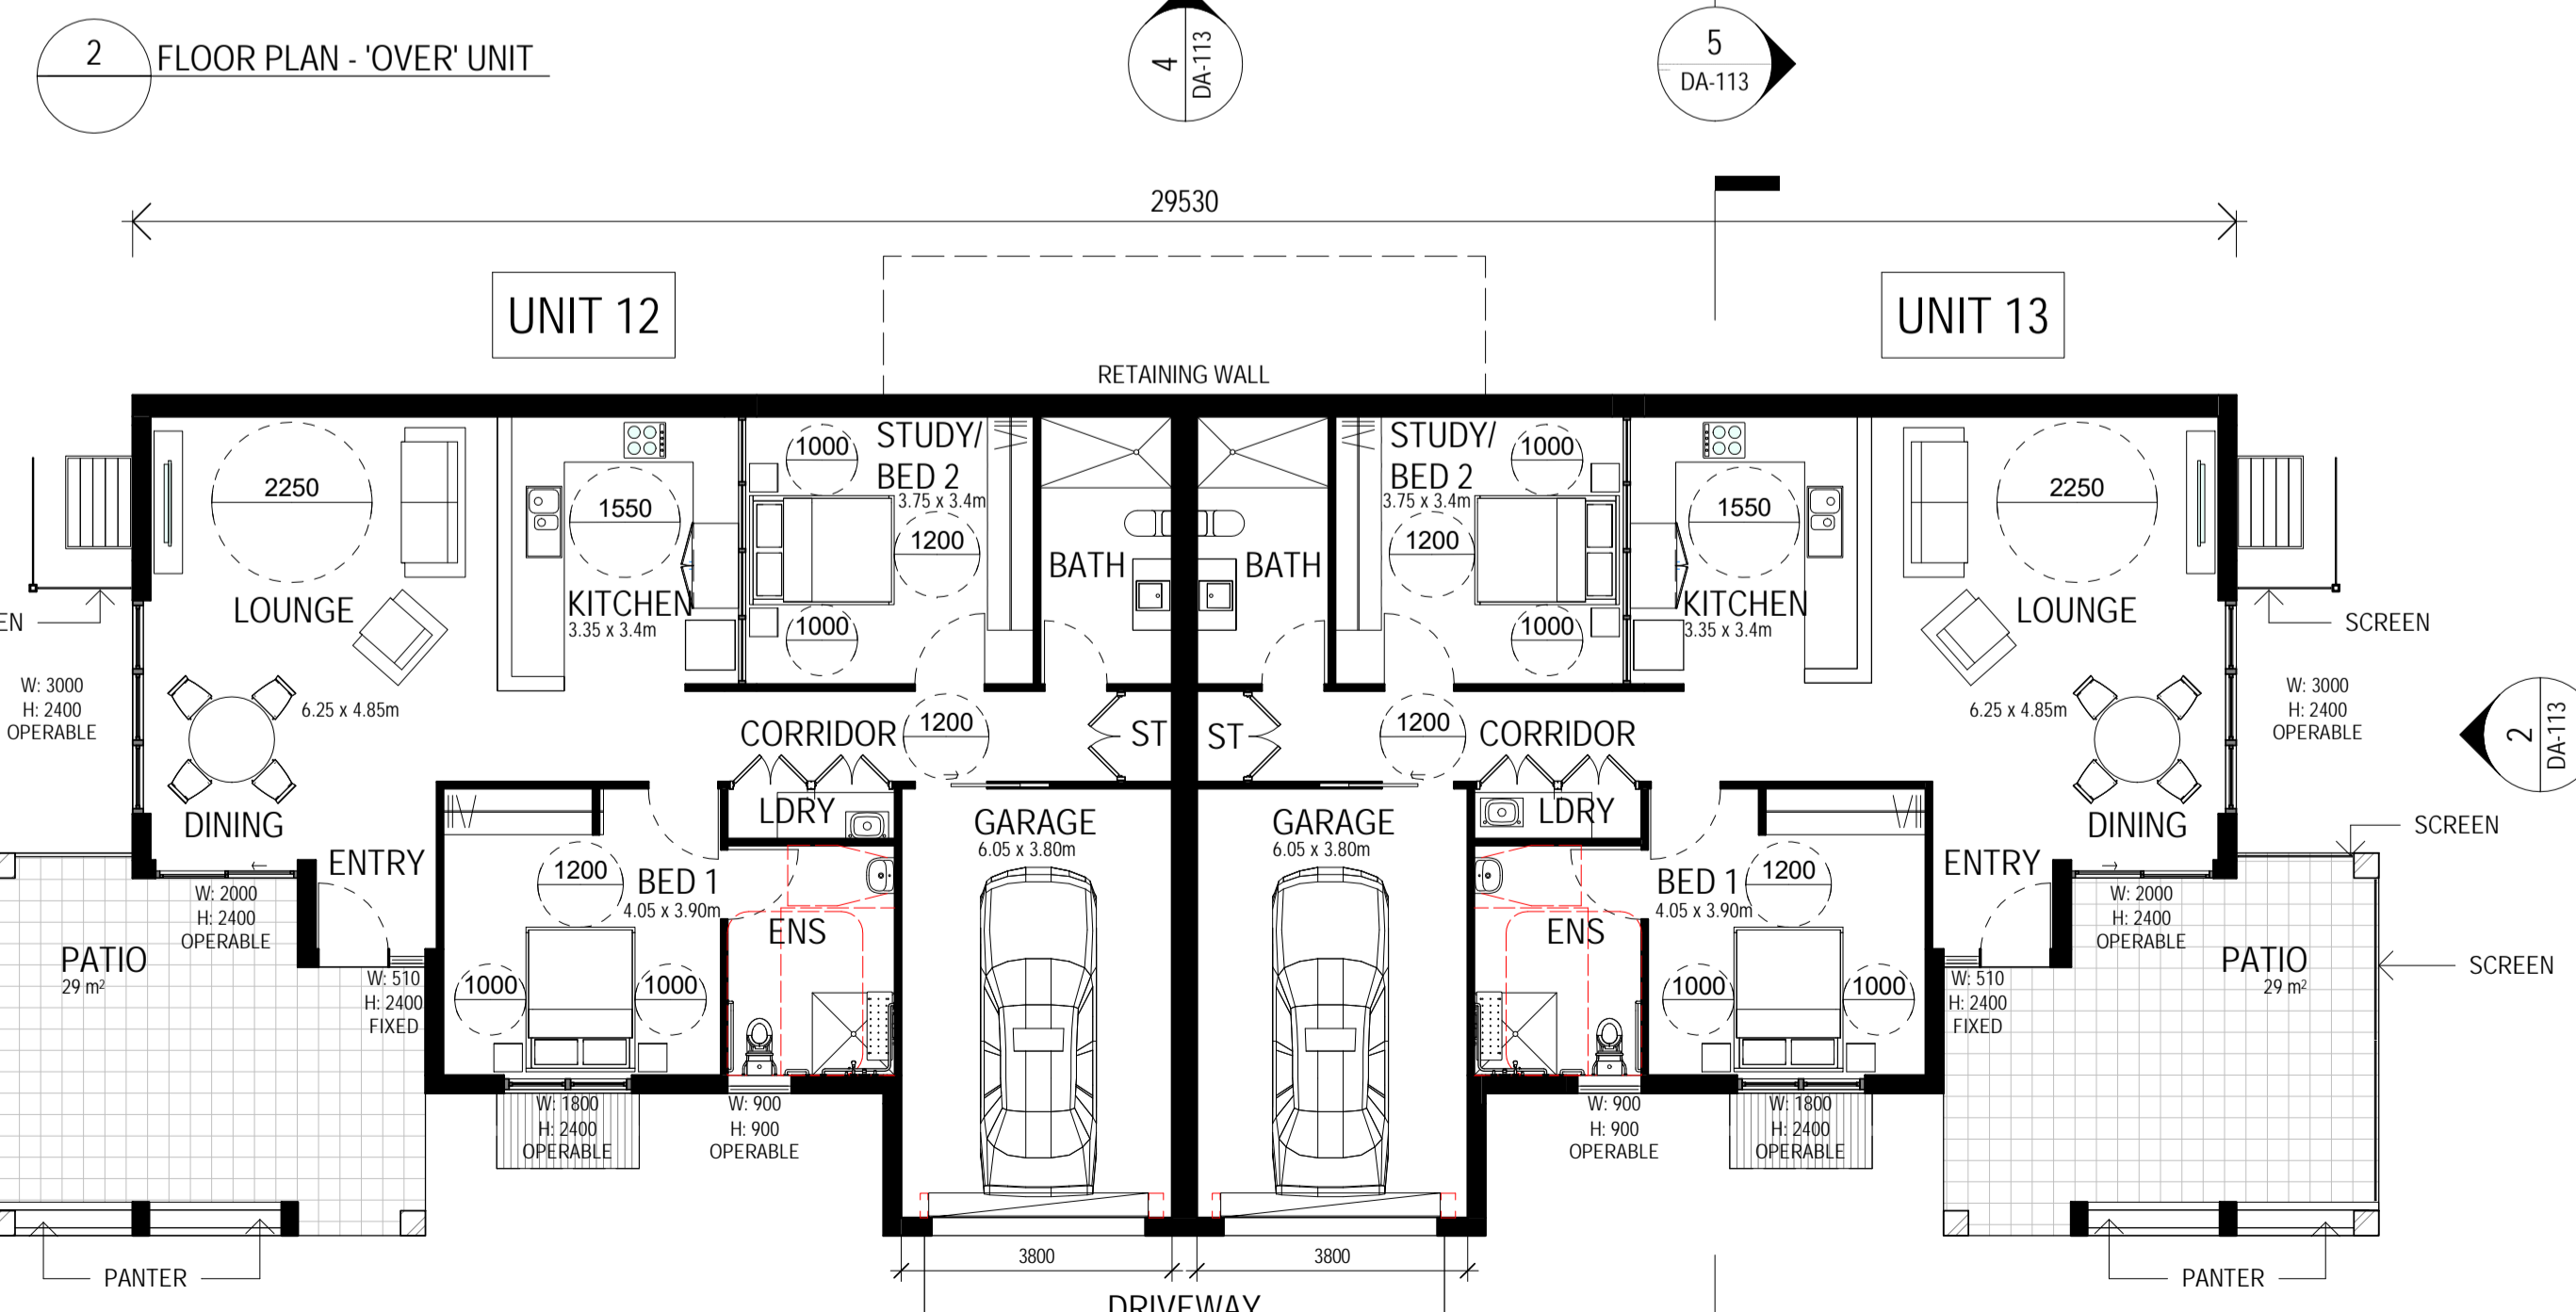 2
FLOOR PLAN - 'OVER' UNIT
4
DA-113
5
DA-113
29530
UNIT 12
UNIT 13
RETAINING WALL
2250
LOUNGE
1550
KITCHEN
3.35 x 3.4m
1000
STUDY/
BED 2
3.75 x 3.4m
1200
1000
BATH
BATH
STUDY/
BED 2
3.75 x 3.4m
1000
1200
1000
1550
KITCHEN
3.35 x 3.4m
2250
LOUNGE
EN
SCREEN
W: 3000
H: 2400
OPERABLE
6.25 x 4.85m
DINING
CORRIDOR
1200
ST
ST
1200
CORRIDOR
6.25 x 4.85m
DINING
W: 3000
H: 2400
OPERABLE
2
DA-113
SCREEN
ENTRY
LDRY
GARAGE
6.05 x 3.80m
GARAGE
6.05 x 3.80m
LDRY
ENTRY
W: 2000
H: 2400
OPERABLE
1200
BED 1
4.05 x 3.90m
ENS
ENS
BED 1
4.05 x 3.90m
1200
W: 2000
H: 2400
OPERABLE
PATIO
29 m²
W: 510
H: 2400
FIXED
1000
1000
1000
1000
W: 510
H: 2400
FIXED
PATIO
29 m²
SCREEN
W: 1800
H: 2400
OPERABLE
W: 900
H: 900
OPERABLE
W: 900
H: 900
OPERABLE
W: 1800
H: 2400
OPERABLE
PANTER
3800
3800
PANTER
DRIVEWAY